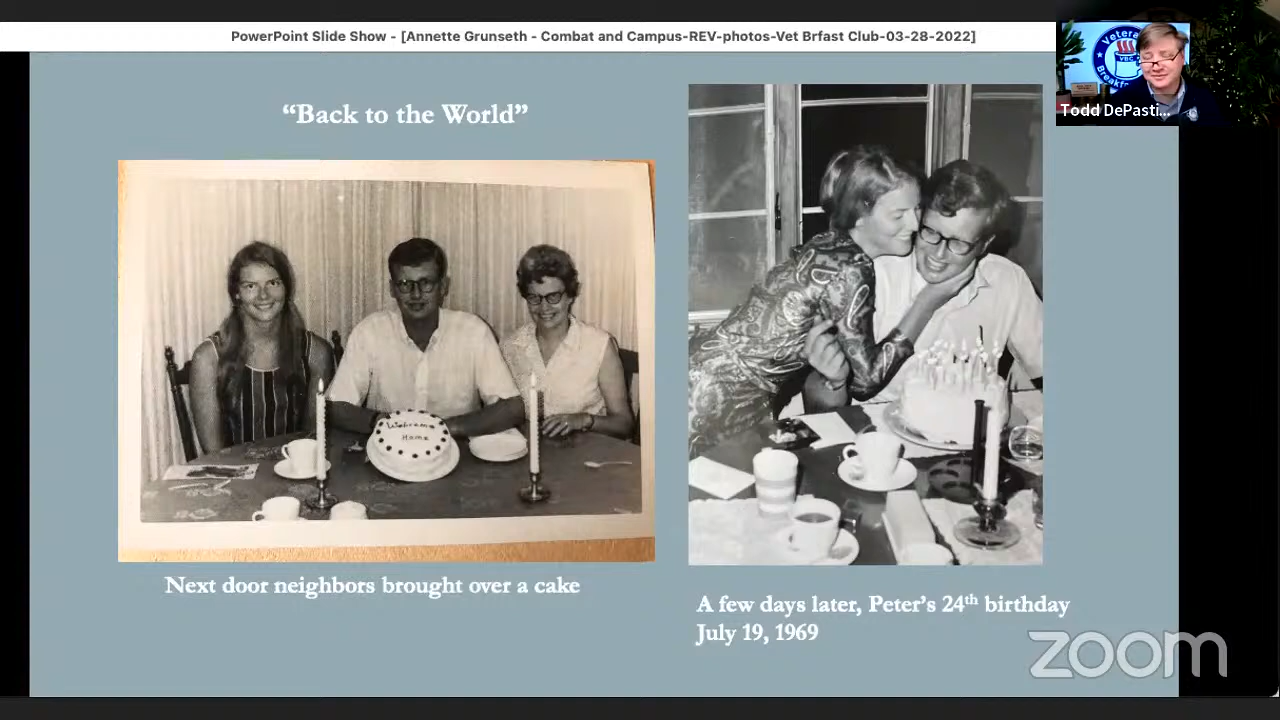 PowerPoint Slide Show - [Annette Grunseth - Combat and Campus-REV-photos-Vet Brfast Club-03-28-2022]
Todd DePasti...
“Back to the World”
Welcome
Home
Next door neighbors brought over a cake
A few days later, Peter’s 24th birthday
July 19, 1969
zoom